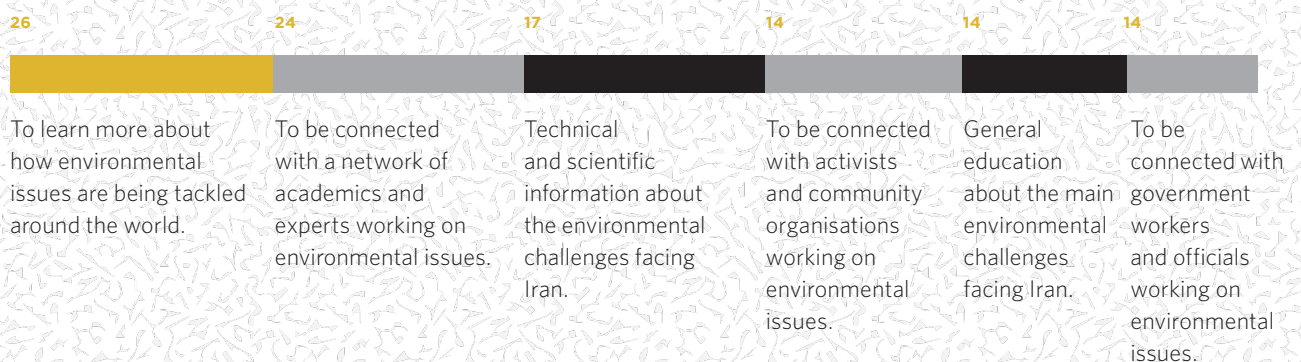 26
24
17
14
14
14
To learn more about
how environmental
issues are being tackled
around the world.
To be connected
with a network of
academics and
experts working on
environmental issues.
Technical
and scientific
information about
the environmental
challenges facing
Iran.
To be connected
with activists
and community
organisations
working on
environmental
issues.
General
education
about the main
environmental
challenges
facing Iran.
To be
connected with
government
workers
and officials
working on
environmental
issues.